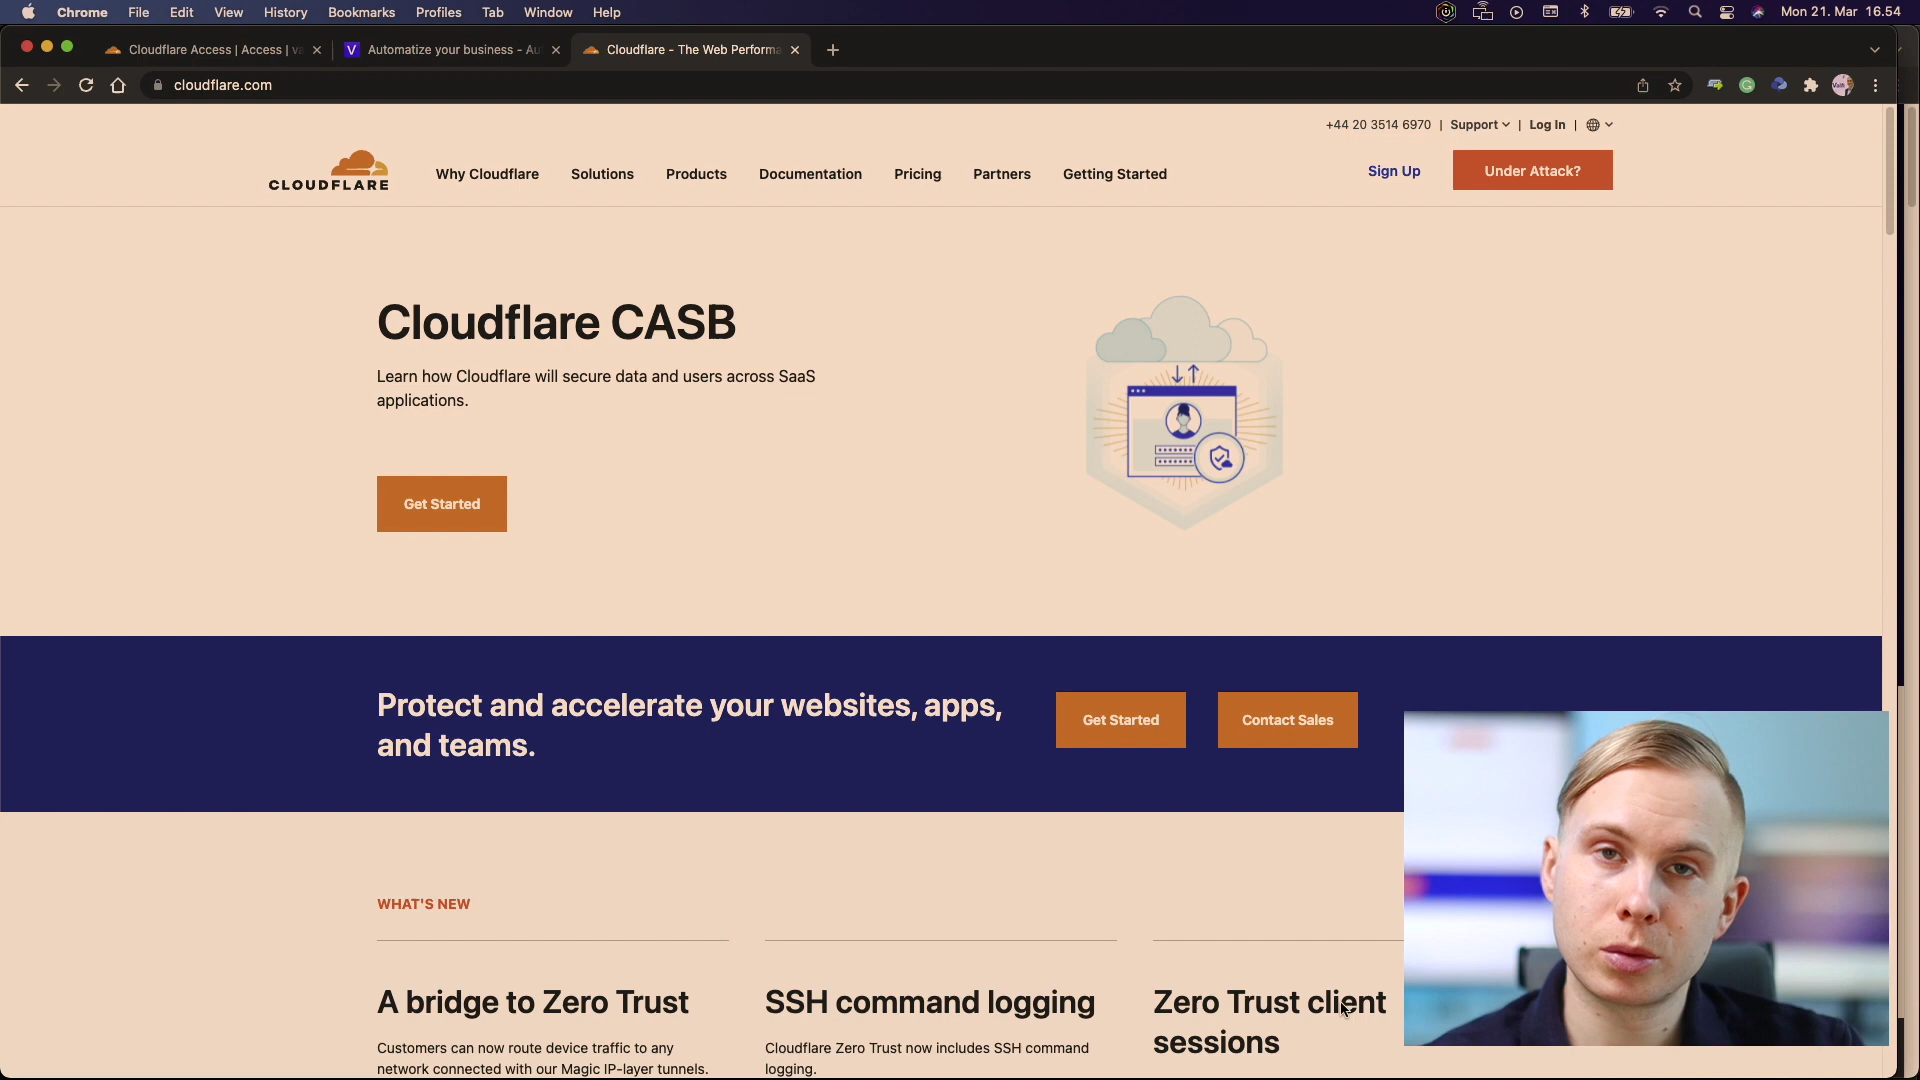 Chrome File Edit View History Bookmarks Profiles Tab Window Help Mon 21. Mar 16.54
Cloudflare Access | Access | va V Automatize your business - Au Cloudflare - The Web Performa
cloudflare.com
+44 20 3514 6970 | Support | Log In |
CLOUDFLARE Why Cloudflare Solutions Products Documentation Pricing Partners Getting Started Sign Up Under Attack?
Cloudflare CASB
Learn how Cloudflare will secure data and users across SaaS
applications.
Get Started
Protect and accelerate your websites, apps,
and teams.
Get Started Contact Sales
WHAT'S NEW
A bridge to Zero Trust
Customers can now route device traffic to any
network connected with our Magic IP-layer tunnels.
SSH command logging
Cloudflare Zero Trust now includes SSH command
logging.
Zero Trust client
sessions